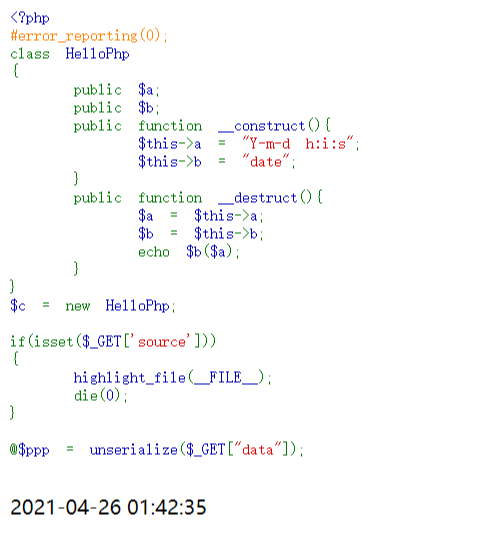 <?php
#error_reporting(0);
class HelloPhp
{
public $a;
public $b;
public function __construct(){
$this->a = "Y-m-d h:i:s";
$this->b = "date";
}
public function __destruct(){
$a = $this->a;
$b = $this->b;
echo $b($a);
}
}
$c = new HelloPhp;
if(isset($_GET['source']))
{
highlight_file(__FILE__);
die(0);
}
@$ppp = unserialize($_GET["data"]);
2021-04-26 01:42:35